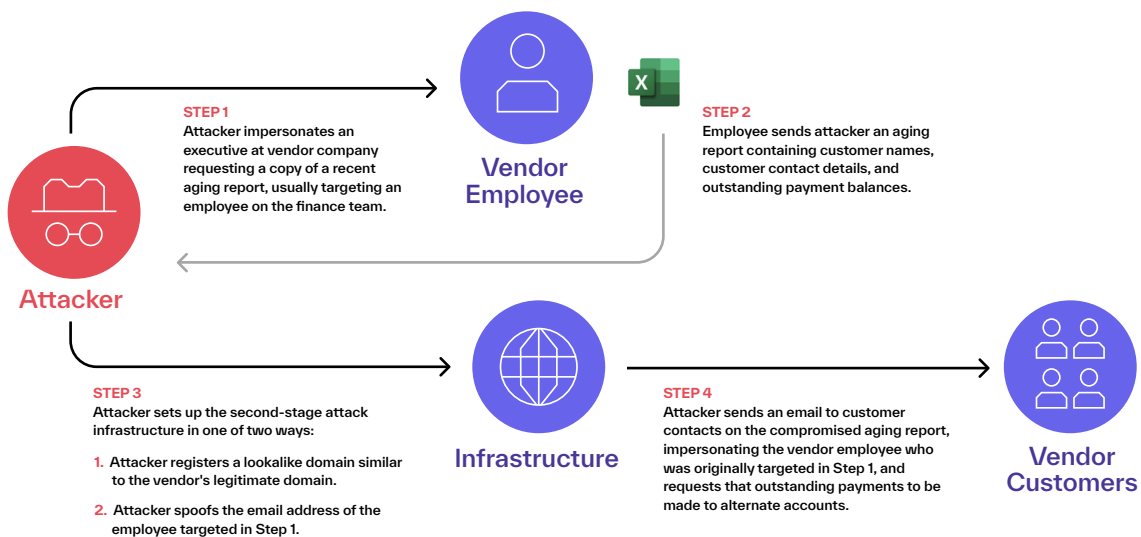 STEP 1
Attacker impersonates an
executive at vendor company
requesting a copy of a recent
aging report, usually targeting an
employee on the finance team.
Vendor
Employee
X
STEP 2
Employee sends attacker an aging
report containing customer names,
customer contact details, and
outstanding payment balances.
Attacker
STEP 3
Attacker sets up the second-stage attack
infrastructure in one of two ways:
1. Attacker registers a lookalike domain similar
to the vendor's legitimate domain.
2. Attacker spoofs the email address of the
employee targeted in Step 1.
Infrastructure
STEP 4
Attacker sends an email to customer
contacts on the compromised aging report,
impersonating the vendor employee who
was originally targeted in Step 1, and
requests that outstanding payments to be
made to alternate accounts.
Vendor
Customers